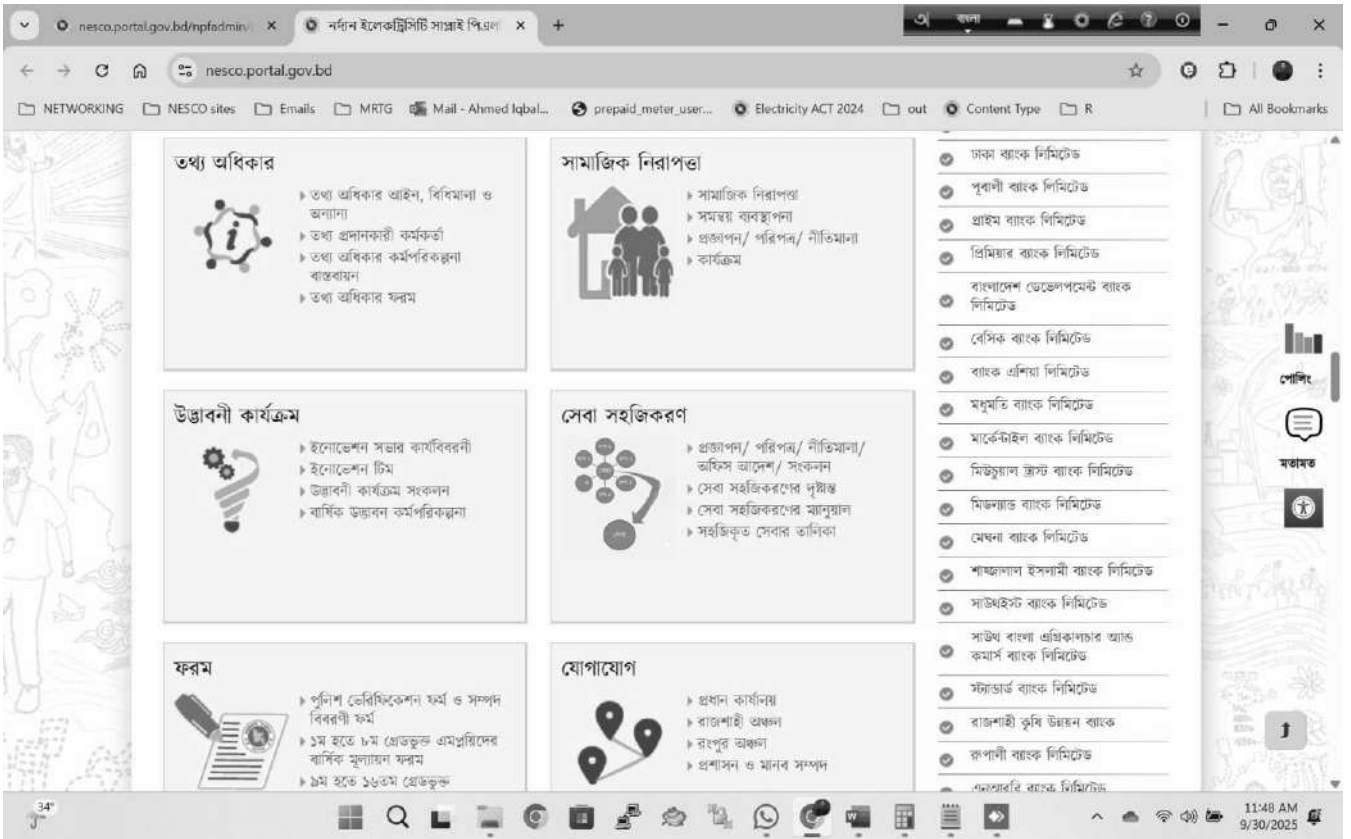 nesco.portal.gov.bd/npfadmin/
নর্দান ইলেকট্রিসিটি সাপ্লাই পি.এল
বাংলা
nesco.portal.gov.bd
NETWORKING
NESCO sites
Emails
MRTG
Mail - Ahmed Iqbal...
prepaid_meter_user...
Electricity ACT 2024
out
Content Type
R
All Bookmarks
তথ্য অধিকার
তথ্য অধিকার আইন, বিধিমালা ও
অন্যান্য
তথ্য প্রদানকারী কর্মকর্তা
তথ্য অধিকার কর্মপরিকল্পনা
বাস্তবায়ন
তথ্য অধিকার ফরম
সামাজিক নিরাপত্তা
সামাজিক নিরাপত্তা
সমন্বয় ব্যবস্থাপনা
প্রজ্ঞাপন/ পরিপত্র/ নীতিমালা
কার্যক্রম
উদ্ভাবনী কার্যক্রম
ইনোভেশন সভার কার্যবিবরনী
ইনোভেশন টিম
উদ্ভাবনী কার্যক্রম সংকলন
বার্ষিক উদ্ভাবন কর্মপরিকল্পনা
সেবা সহজিকরণ
প্রজ্ঞাপন/ পরিপত্র/ নীতিমালা/
অফিস আদেশ/ সংকলন
সেবা সহজিকরণের দৃষ্টান্ত
সেবা সহজিকরণের ম্যানুয়াল
সহজিকৃত সেবার তালিকা
ফরম
পুলিশ ভেরিফিকেশন ফর্ম ও সম্পদ
বিবরণী ফর্ম
১ম হতে ৮ম গ্রেডভুক্ত এমপ্লয়িদের
বার্ষিক মূল্যায়ন ফরম
৯ম হতে ১৬তম গ্রেডভুক্ত
যোগাযোগ
প্রধান কার্যালয়
রাজশাহী অঞ্চল
রংপুর অঞ্চল
প্রশাসন ও মানব সম্পদ
ঢাকা ব্যাংক লিমিটেড
পূবালী ব্যাংক লিমিটেড
প্রাইম ব্যাংক লিমিটেড
প্রিমিয়ার ব্যাংক লিমিটেড
বাংলাদেশ ডেভেলপমেন্ট ব্যাংক
লিমিটেড
বেসিক ব্যাংক লিমিটেড
ব্যাংক এশিয়া লিমিটেড
মধুমতি ব্যাংক লিমিটেড
মার্কেন্টাইল ব্যাংক লিমিটেড
মিউচুয়াল ট্রাস্ট ব্যাংক লিমিটেড
মিডল্যান্ড ব্যাংক লিমিটেড
মেঘনা ব্যাংক লিমিটেড
শাহ্জালাল ইসলামী ব্যাংক লিমিটেড
সাউথইস্ট ব্যাংক লিমিটেড
সাউথ বাংলা এগ্রিকালচার অ্যান্ড
কমার্স ব্যাংক লিমিটেড
স্ট্যান্ডার্ড ব্যাংক লিমিটেড
রাজশাহী কৃষি উন্নয়ন ব্যাংক
রুপালী ব্যাংক লিমিটেড
এনআরবি ব্যাংক লিমিটেড
পোলিং
মতামত
34°
11:48 AM
9/30/2025